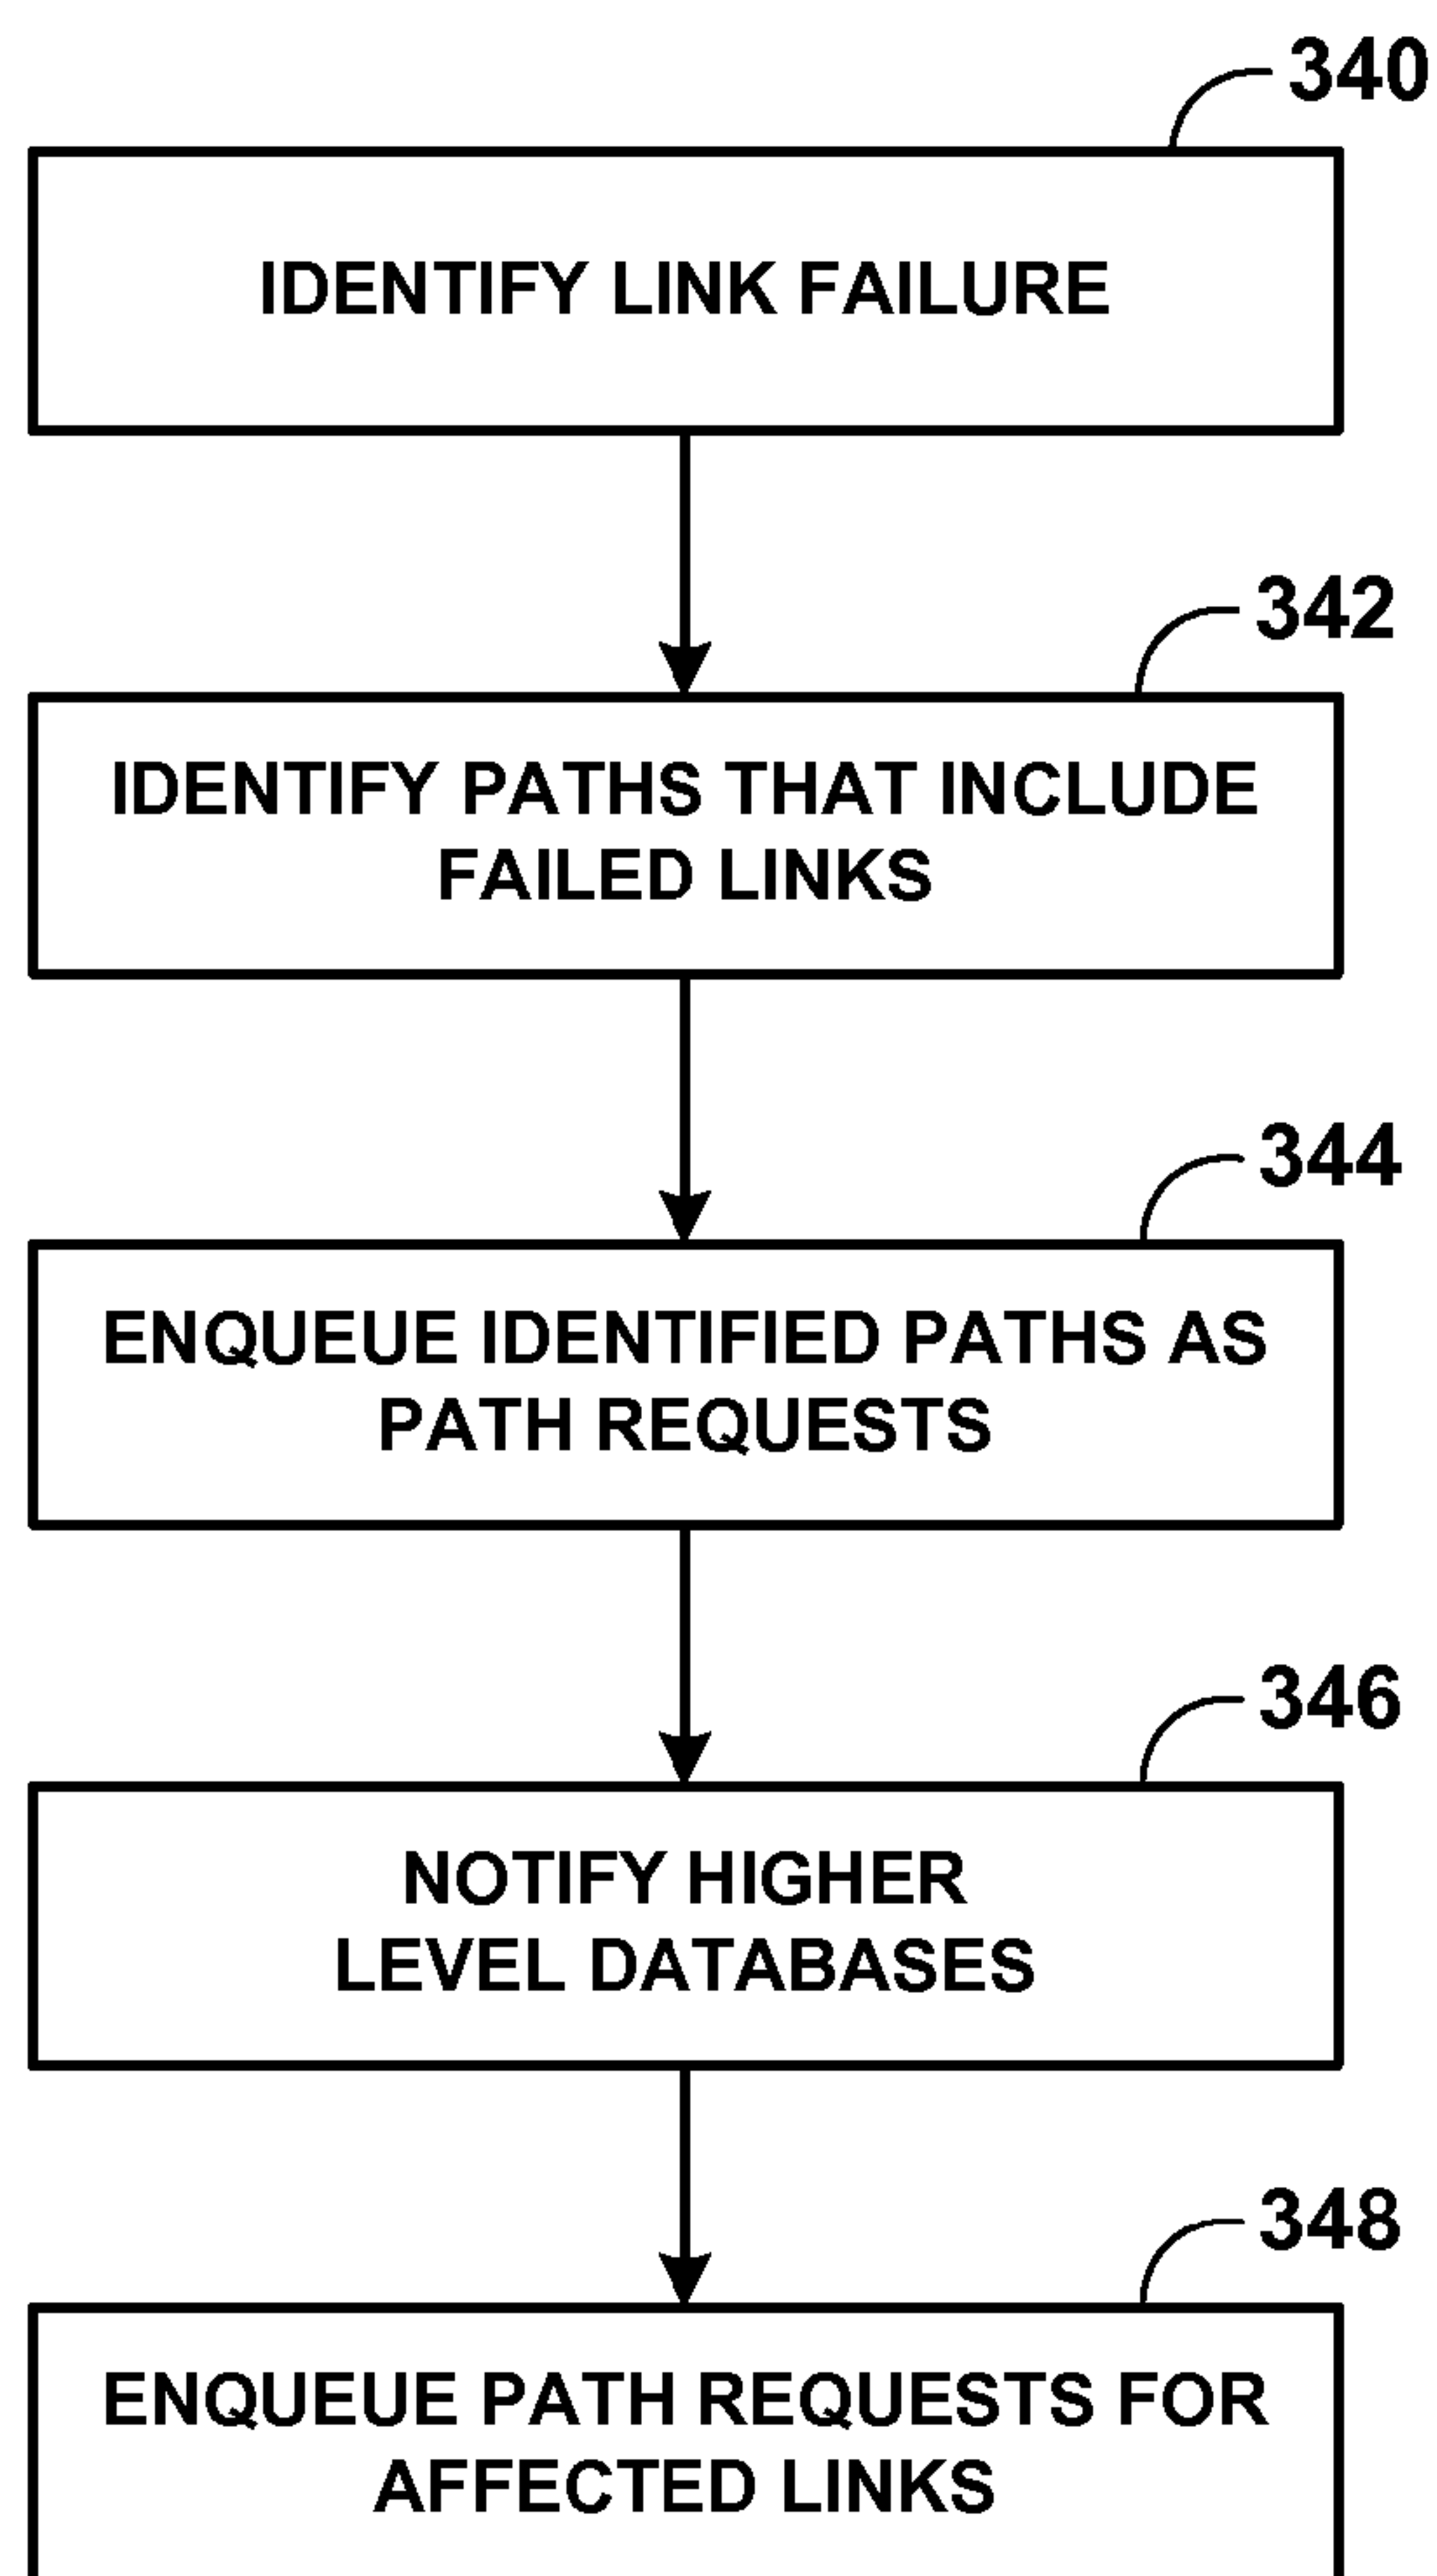 340
IDENTIFY LINK FAILURE
342
IDENTIFY PATHS THAT INCLUDE
FAILED LINKS
344
ENQUEUE IDENTIFIED PATHS AS
PATH REQUESTS
346
NOTIFY HIGHER
LEVEL DATABASES
348
ENQUEUE PATH REQUESTS FOR
AFFECTED LINKS